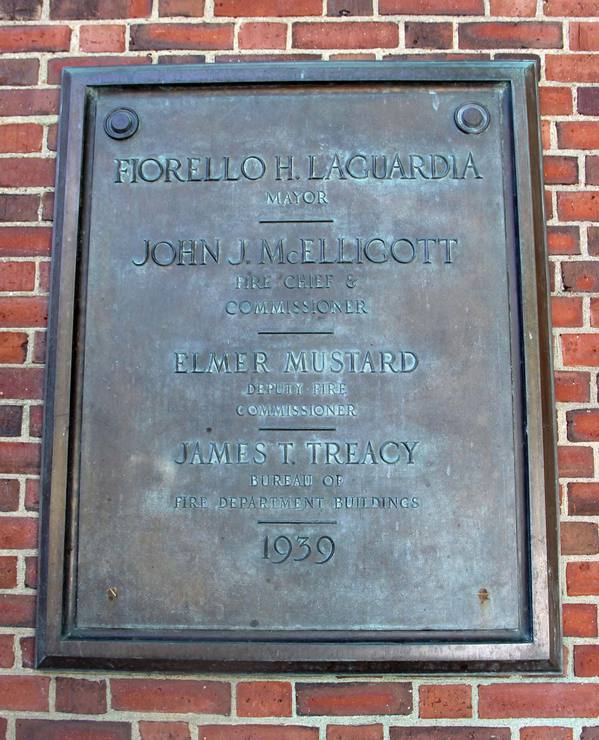 FIORELLO H. LAGUARDIA
MAYOR
JOHN J. McELLIGOTT
FIRE CHIEF &
COMMISSIONER
ELMER MUSTARD
DEPUTY FIRE
COMMISSIONER
JAMES T. TREACY
BUREAU OF
FIRE DEPARTMENT BUILDINGS
1939